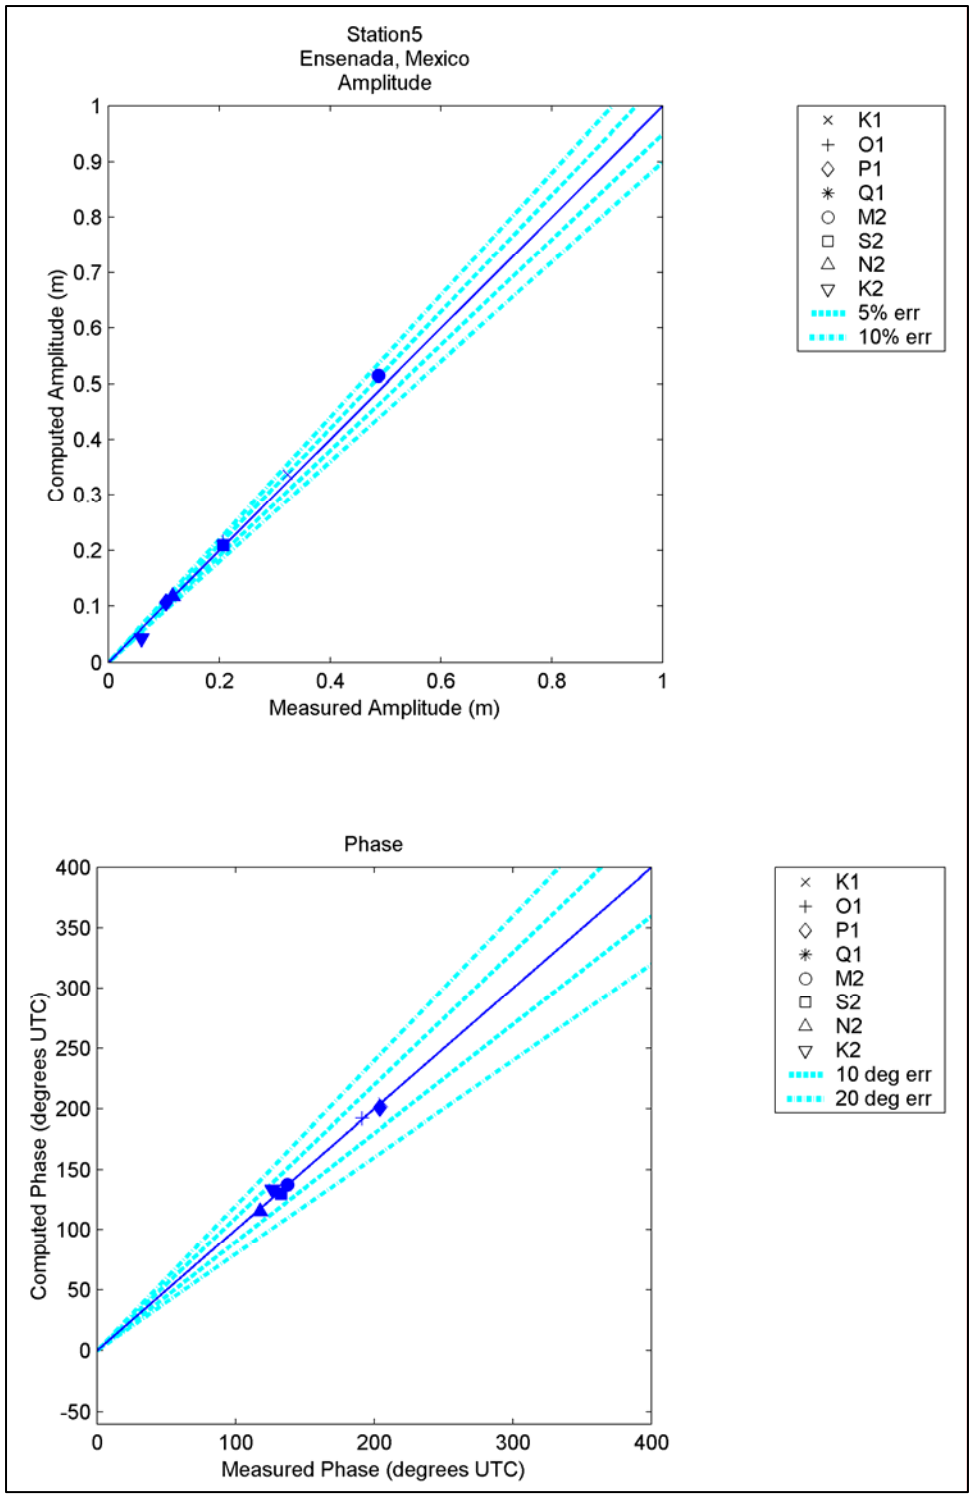 Station5
Ensenada, Mexico
Amplitude
1
0.9
0.8
0.7
0.6
0.5
0.4
0.3
0.2
0.1
0
Computed Amplitude (m)
0 0.2 0.4 0.6 0.8 1
Measured Amplitude (m)
K1
O1
P1
Q1
M2
S2
N2
K2
5% err
10% err
Phase
400
350
300
250
200
150
100
50
0
-50
Computed Phase (degrees UTC)
0 100 200 300 400
Measured Phase (degrees UTC)
K1
O1
P1
Q1
M2
S2
N2
K2
10 deg err
20 deg err